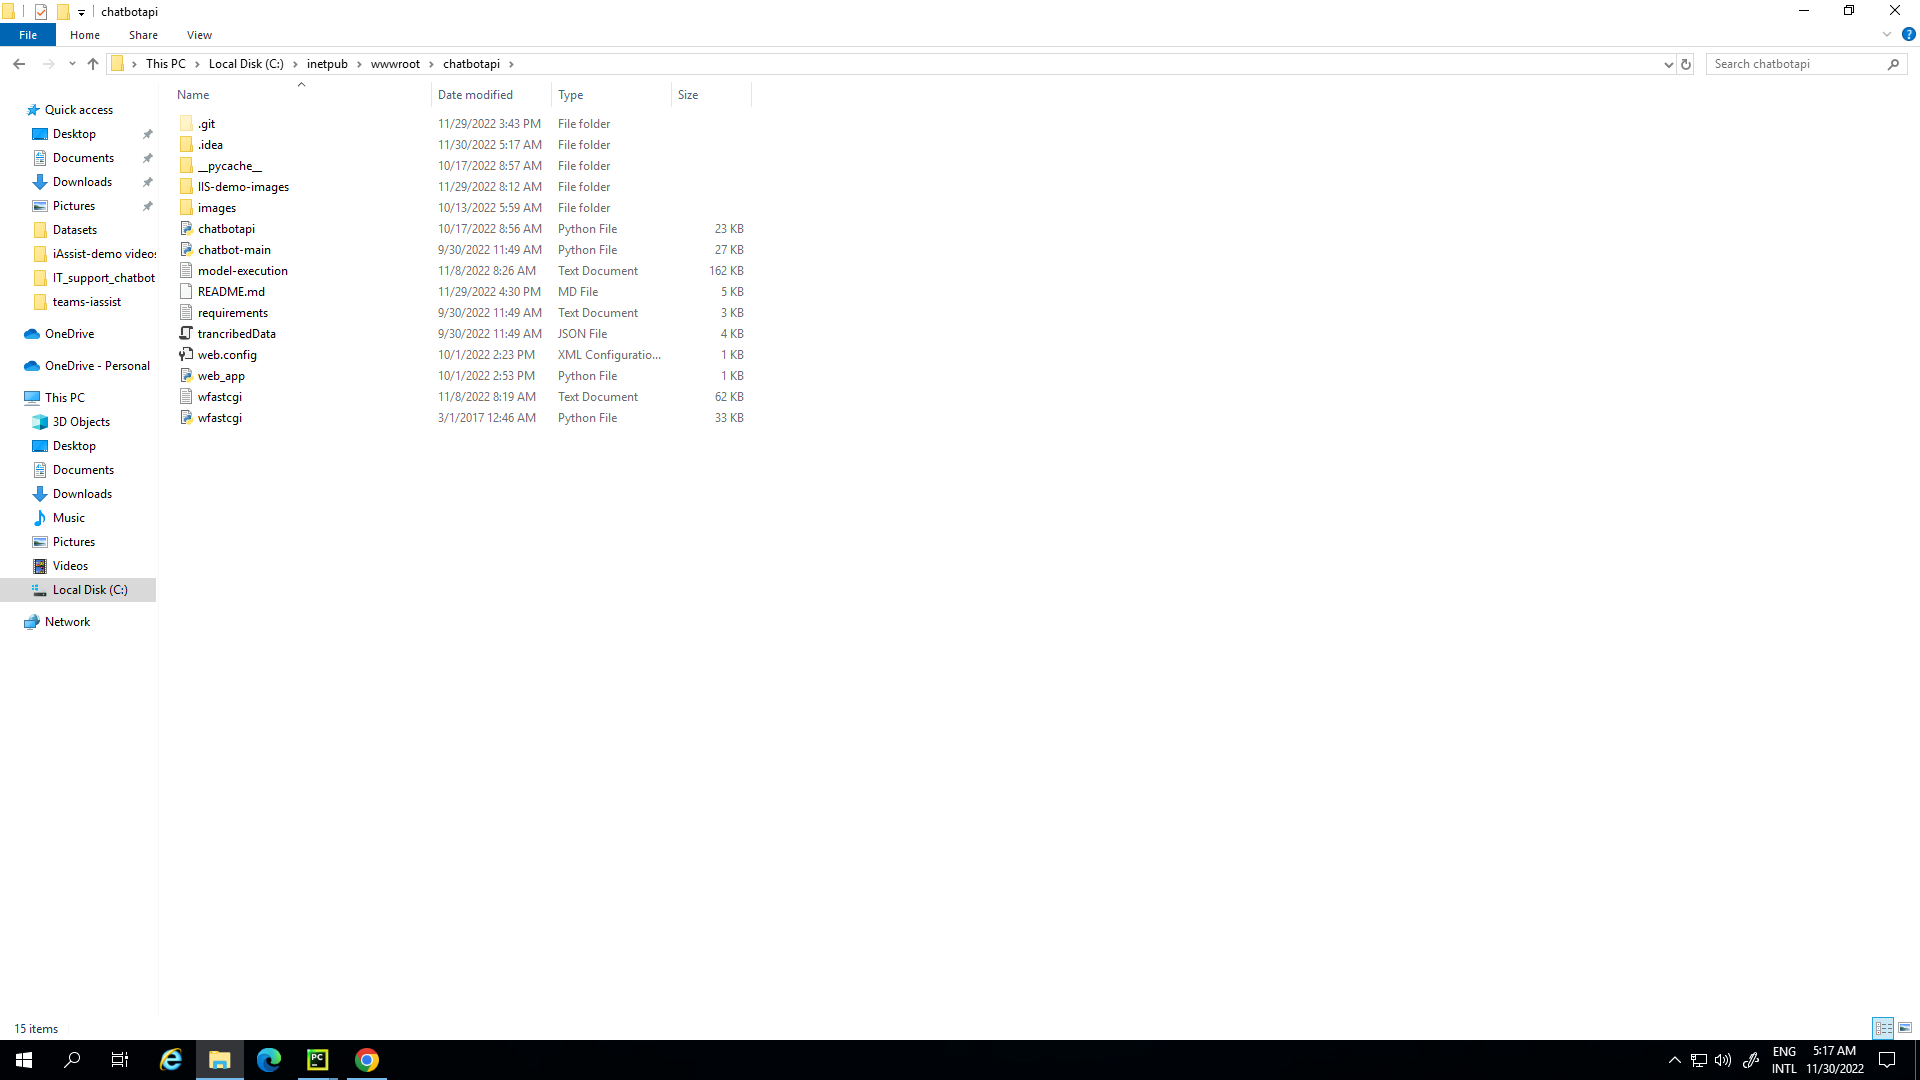 chatbotapi
File Home Share View
This PC Local Disk (C:) inetpub wwwroot chatbotapi
Search chatbotapi
Name Date modified Type Size
Quick access
Desktop
Documents
Downloads
Pictures
Datasets
iAssist-demo videos
IT_support_chatbot
teams-iassist
OneDrive
OneDrive - Personal
This PC
3D Objects
Desktop
Documents
Downloads
Music
Pictures
Videos
Local Disk (C:)
Network
.git 11/29/2022 3:43 PM File folder
.idea 11/30/2022 5:17 AM File folder
__pycache__ 10/17/2022 8:57 AM File folder
IIS-demo-images 11/29/2022 8:12 AM File folder
images 10/13/2022 5:59 AM File folder
chatbotapi 10/17/2022 8:56 AM Python File 23 KB
chatbot-main 9/30/2022 11:49 AM Python File 27 KB
model-execution 11/8/2022 8:26 AM Text Document 162 KB
README.md 11/29/2022 4:30 PM MD File 5 KB
requirements 9/30/2022 11:49 AM Text Document 3 KB
trancribedData 9/30/2022 11:49 AM JSON File 4 KB
web.config 10/1/2022 2:23 PM XML Configuratio... 1 KB
web_app 10/1/2022 2:53 PM Python File 1 KB
wfastcgi 11/8/2022 8:19 AM Text Document 62 KB
wfastcgi 3/1/2017 12:46 AM Python File 33 KB
15 items
PC
ENG 5:17 AM
INTL 11/30/2022